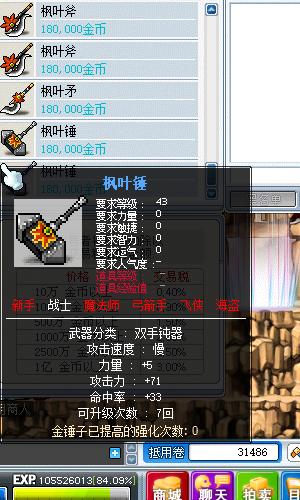 枫叶斧
180,000金币
枫叶斧
180,000金币
枫叶矛
180,000金币
枫叶锤
180,000金币
枫叶锤
枫叶锤
要求等级: 43
要求力量: 0
要求敏捷: 0
要求智力: 0
要求运气: 0
要求人气度: -
道具等级: -
道具经验值: -
新手 战士 魔法师 弓箭手 飞侠 海盗
武器分类 : 双手钝器
攻击速度 : 慢
力量 : +5
攻击力 : +71
命中率 : +33
可升级次数 : 7回
金锤子已提高的强化次数: 0
抵用卷 31486
EXP. 105526013[84.09%]
商城 聊天 拍卖